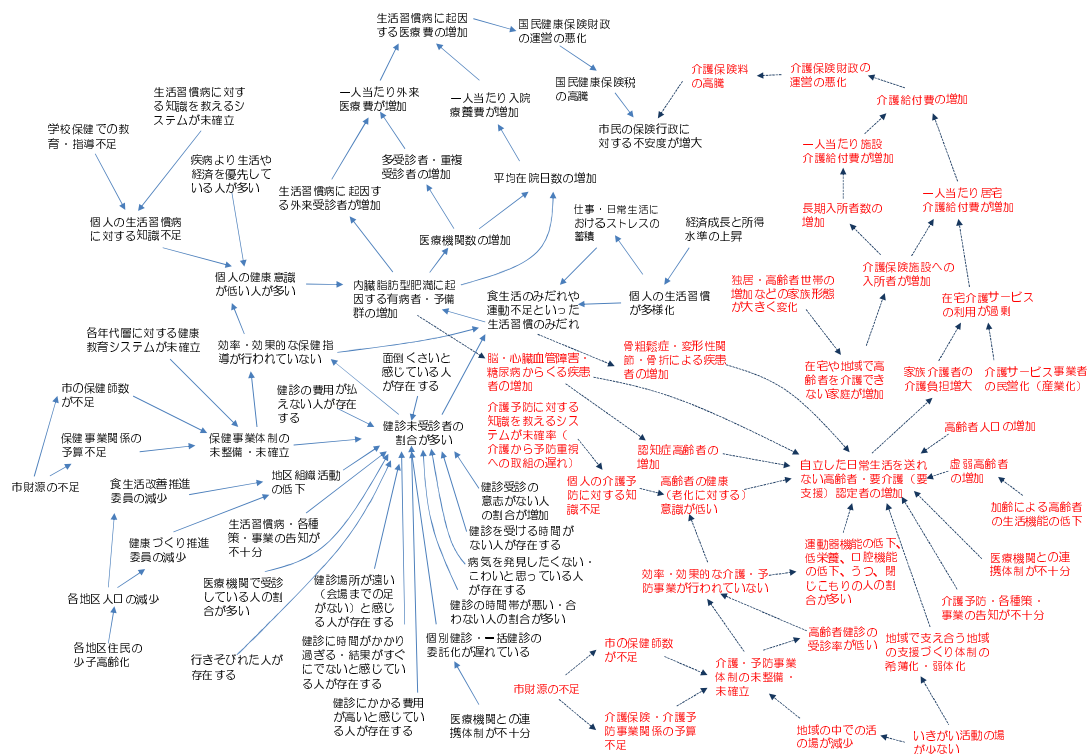 生活習慣病に起因
する医療費の増加
国民健康保険財政
の運営の悪化
国民健康保険税
の高騰
介護保険料
の高騰
介護保険財政の
運営の悪化
介護給付費の増加
生活習慣病に対す
る知識を教えるシ
ステムが未確立
一人当たり外来
医療費が増加
一人当たり入院
療養費が増加
市民の保険行政に
対する不安度が増大
一人当たり施設
介護給付費が増加
学校保健での教
育・指導不足
疾病より生活や
経済を優先して
いる人が多い
多受診者・重複
受診者の増加
平均在院日数の増加
生活習慣病に起因す
る外来受診者が増加
一人当たり居宅
介護給付費が増加
長期入所者数の
増加
個人の生活習慣病
に対する知識不足
仕事・日常生活に
おけるストレスの
蓄積
経済成長と所得
水準の上昇
医療機関数の増加
個人の健康意識
が低い人が多い
内臓脂肪型肥満に起
因する有病者・予備
群の増加
食生活のみだれや
運動不足といった
生活習慣のみだれ
個人の生活習慣
が多様化
独居・高齢者世帯の
増加などの家族形態
が大きく変化
介護保険施設への
入所者が増加
在宅介護サービス
の利用が過剰
各年代層に対する健康
教育システムが未確立
効率・効果的な保健指
導が行われていない
面倒くさいと
感じている人
が存在する
脳・心臓血管障害・
糖尿病からくる疾患
者の増加
骨粗鬆症・変形性関
節・骨折による疾患
者の増加
在宅や地域で高
齢者を介護でき
ない家庭が増加
家族介護者の
介護負担増大
介護サービス事業者
の民営化（産業化）
市の保健師数
が不足
健診の費用が払
えない人が存在
する
健診未受診者の
割合が多い
介護予防に対する
知識を教えるシス
テムが未確率（
介護から予防重視
への取組の遅れ）
高齢者人口の増加
保健事業関係の
予算不足
保健事業体制の
未整備・未確立
認知症高齢者の
増加
自立した日常生活を送れ
ない高齢者・要介護（要
支援）認定者の増加
虚弱高齢者
の増加
市財源の不足
食生活改善推進
委員の減少
地区組織活動
の低下
健診受診の
意志がない人
の割合が増加
個人の介護予
防に対する知
識不足
高齢者の健康
（老化に対する）
意識が低い
加齢による高齢者
の生活機能の低下
生活習慣病・各種
策・事業の告知が
不十分
健診を受ける時間が
ない人が存在する
健康づくり推進
委員の減少
病気を発見したくない・
こわいと思っている人
が存在する
運動器機能の低下、
低栄養、口腔機能
の低下、うつ、閉
じこもりの人の割
合が多い
医療機関との連
携体制が不十分
医療機関で受診
している人の割合
が多い
健診場所が遠い
（会場までの足
がない）と感じ
る人が存在する
効率・効果的な介護・予
防事業が行われていない
各地区人口の減少
健診の時間帯が悪い・合
わない人の割合が多い
介護予防・各種策・
事業の告知が不十分
個別健診・一括健診の
委託化が遅れている
高齢者健診の
受診率が低い
地域で支え合う地域
の支援づくり体制の
希薄化・弱体化
各地区住民の
少子高齢化
行きそびれた人が
存在する
健診に時間がかかり
過ぎる・結果がすぐ
にでないと感じてい
る人が存在する
市の保健師数
が不足
介護・予防事業
体制の未整備・
未確立
市財源の不足
健診にかかる費用
が高いと感じてい
る人が存在する
医療機関との連
携体制が不十分
介護保険・介護予
防事業関係の予算
不足
地域の中での活
の場が減少
いきがい活動の場
が少ない